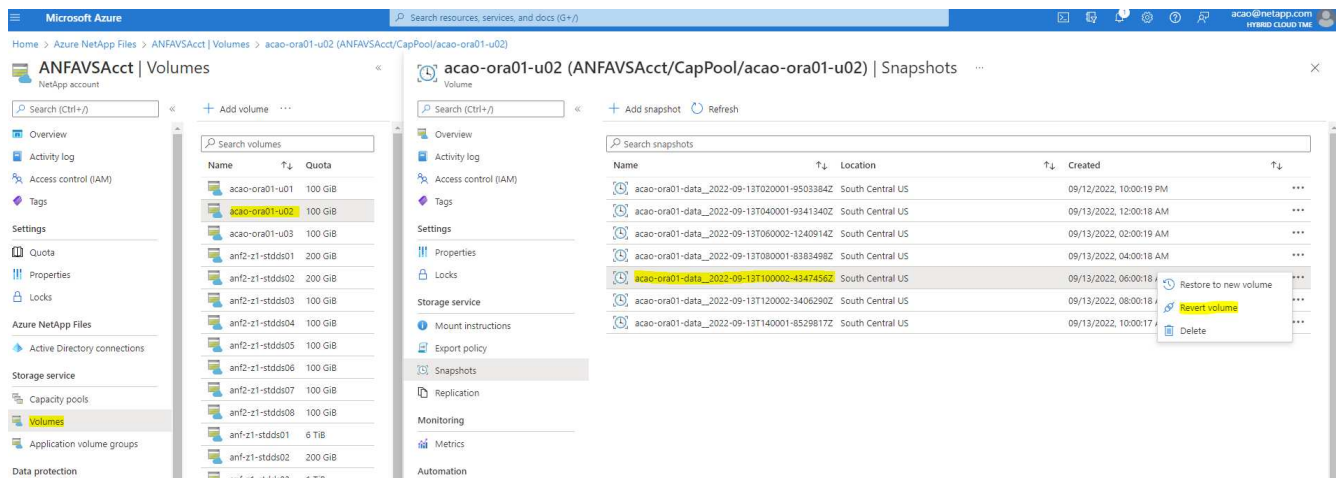 Microsoft Azure
Search resources, services, and docs (G+/)
acao@netapp.com
HYBRID CLOUD TME
Home > Azure NetApp Files > ANFAVSAcct | Volumes > acao-ora01-u02 (ANFAVSAcct/CapPool/acao-ora01-u02)
ANFAVSAcct | Volumes
NetApp account
Search (Ctrl+/)
Overview
Activity log
Access control (IAM)
Tags
Settings
Quota
Properties
Locks
Azure NetApp Files
Active Directory connections
Storage service
Capacity pools
Volumes
Application volume groups
Data protection
+ Add volume ...
Search volumes
Name ↑↓ Quota
acao-ora01-u01 100 GiB
acao-ora01-u02 100 GiB
acao-ora01-u03 100 GiB
anf2-z1-stdds01 200 GiB
anf2-z1-stdds02 200 GiB
anf2-z1-stdds03 100 GiB
anf2-z1-stdds04 100 GiB
anf2-z1-stdds05 100 GiB
anf2-z1-stdds06 100 GiB
anf2-z1-stdds07 100 GiB
anf2-z1-stdds08 100 GiB
anf-z1-stdds01 6 TiB
anf-z1-stdds02 200 GiB
acao-ora01-u02 (ANFAVSAcct/CapPool/acao-ora01-u02) | Snapshots ...
Volume
Search (Ctrl+/)
Overview
Activity log
Access control (IAM)
Tags
Settings
Properties
Locks
Storage service
Mount instructions
Export policy
Snapshots
Replication
Monitoring
Metrics
Automation
+ Add snapshot Refresh
Search snapshots
Name ↑↓ Location ↑↓ Created ↑↓
acao-ora01-data__2022-09-13T020001-9503384Z South Central US 09/12/2022, 10:00:19 PM ...
acao-ora01-data__2022-09-13T040001-9341340Z South Central US 09/13/2022, 12:00:18 AM ...
acao-ora01-data__2022-09-13T060002-1240914Z South Central US 09/13/2022, 02:00:19 AM ...
acao-ora01-data__2022-09-13T080001-8383498Z South Central US 09/13/2022, 04:00:18 AM ...
acao-ora01-data__2022-09-13T100002-4347456Z South Central US 09/13/2022, 06:00:18 ...
acao-ora01-data__2022-09-13T120002-3406290Z South Central US 09/13/2022, 08:00:18 ...
acao-ora01-data__2022-09-13T140001-8529817Z South Central US 09/13/2022, 10:00:17 ...
Restore to new volume
Revert volume
Delete